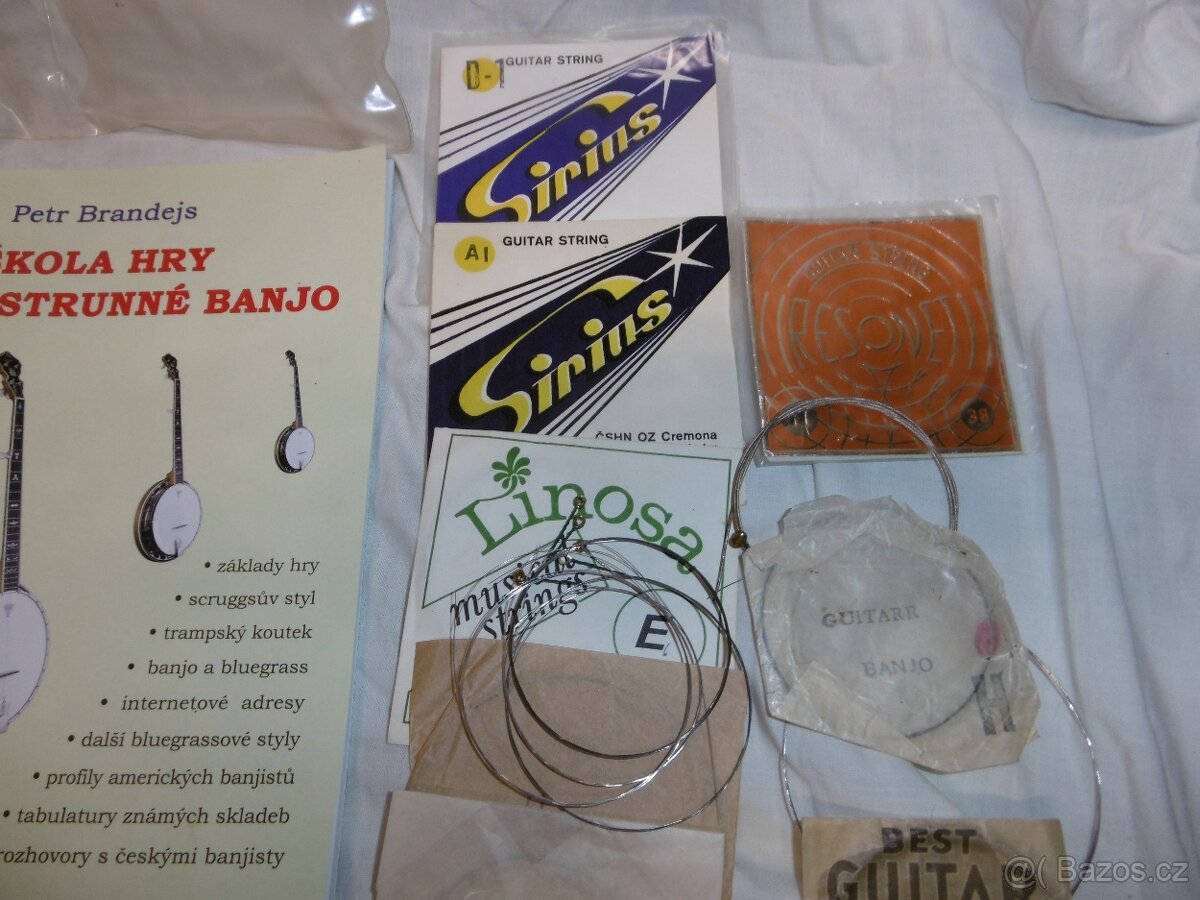 Petr Brandejs
ŠKOLA HRY
STRUNNÉ BANJO
• základy hry
• scruggsův styl
• trampský koutek
• banjo a bluegrass
• internetové adresy
• další bluegrassové styly
• profily amerických banjistů
• tabulatury známých skladeb
rozhovory s českými banjisty
D-1
GUITAR STRING
Sirius
A1
GUITAR STRING
Sirius
ČSHN OZ Cremona
Linosa
musical
strings
E
RESONET
38
GUITARR
BANJO
H
BEST
GUITAR
@( Bazos.cz